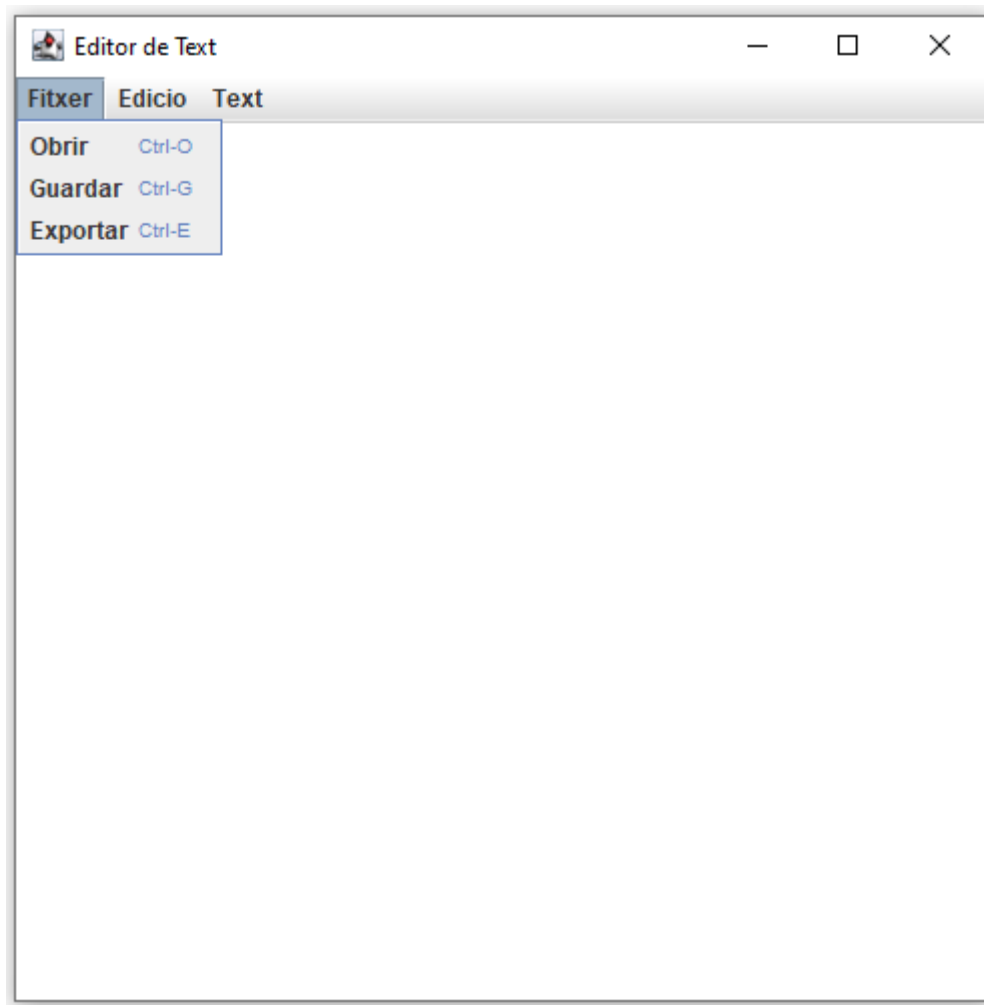 Editor de Text
Fitxer Edicio Text
Obrir Ctrl-O
Guardar Ctrl-G
Exportar Ctrl-E